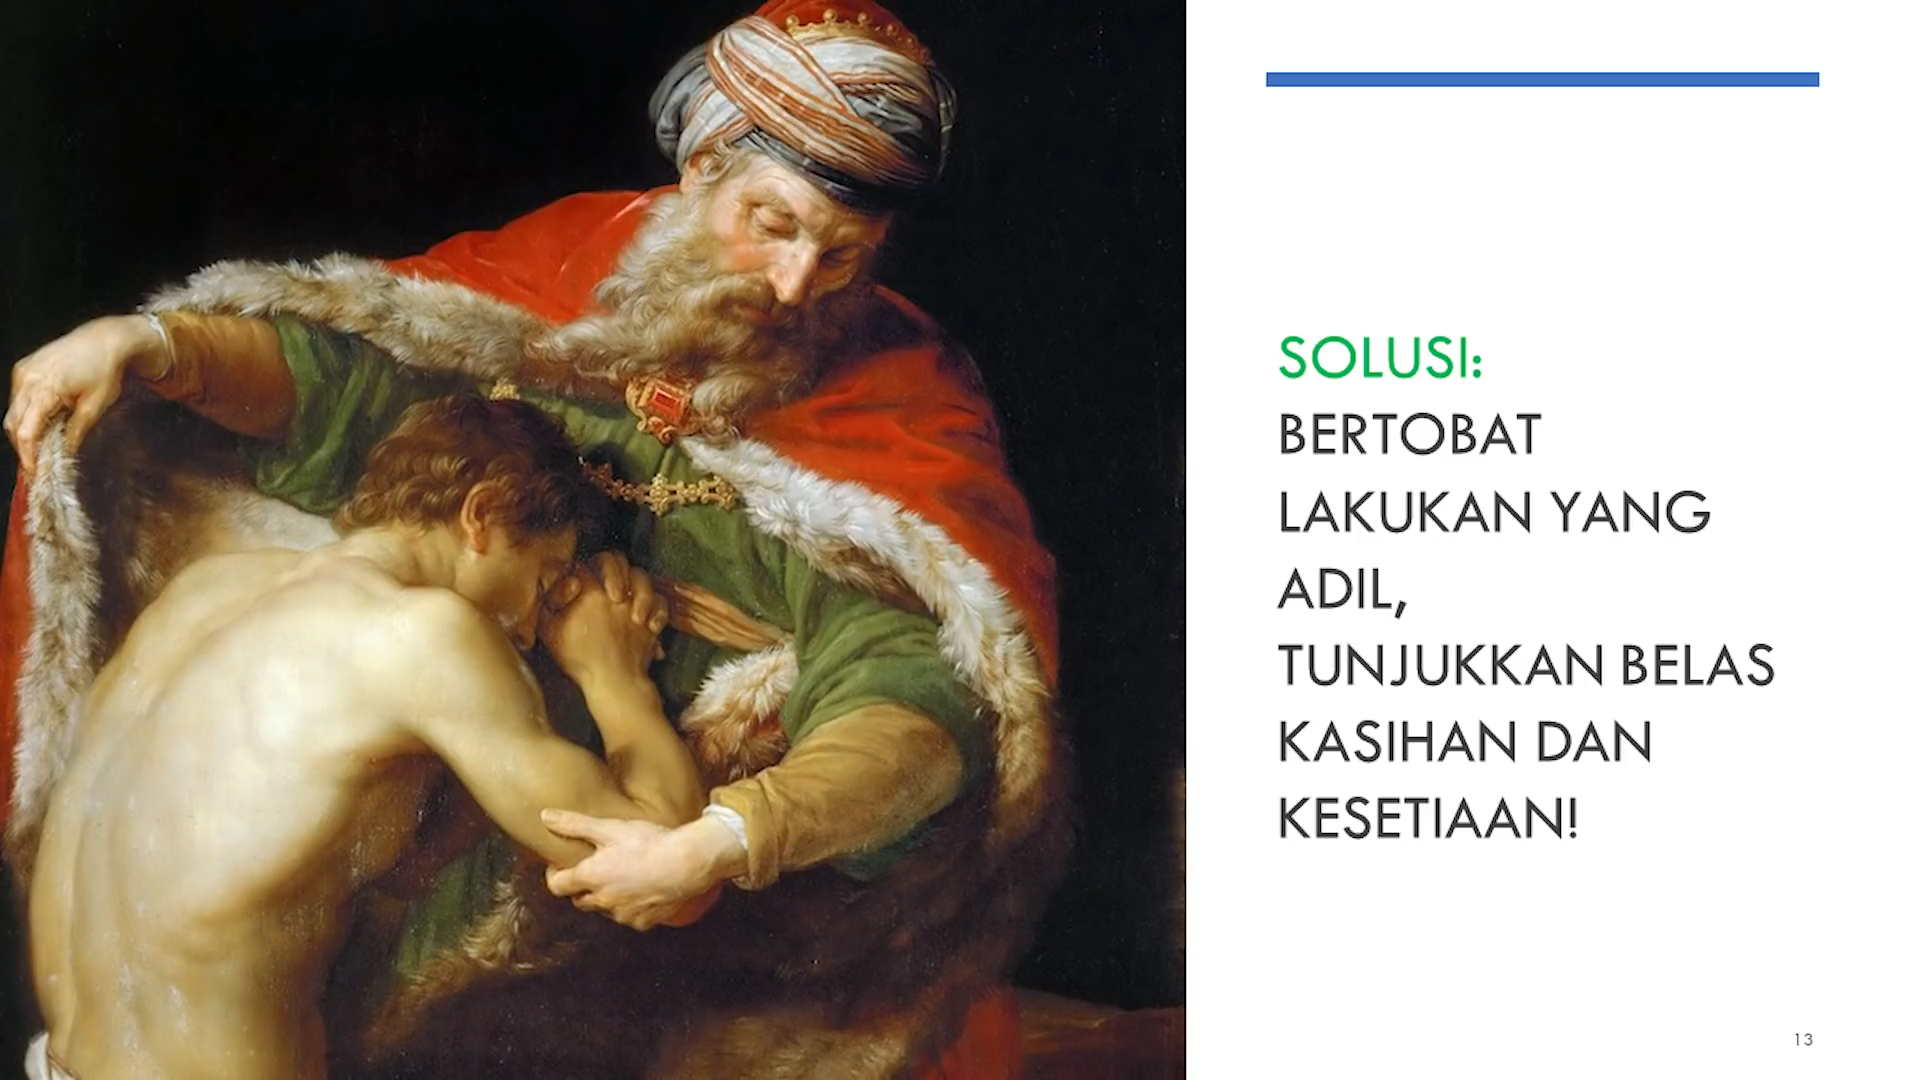 SOLUSI:
BERTOBAT
LAKUKAN YANG
ADIL,
TUNJUKKAN BELAS
KASIHAN DAN
KESETIAAN!
13